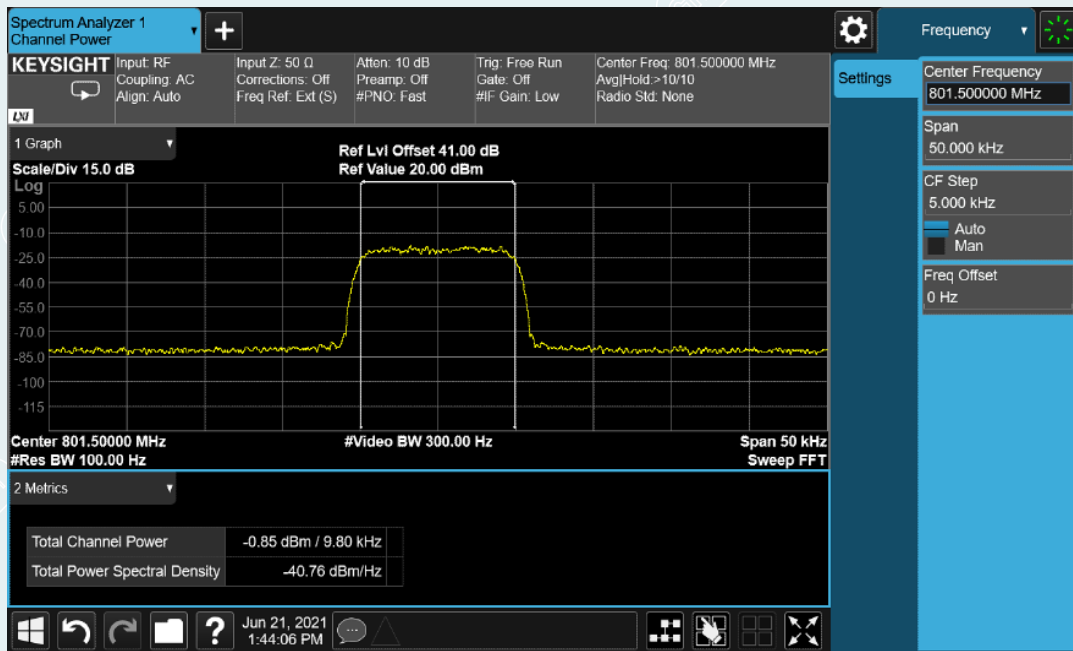 Spectrum Analyzer 1
Channel Power
+
Frequency
KEYSIGHT
LXI
Input: RF
Coupling: AC
Align: Auto
Input Z: 50 Ω
Corrections: Off
Freq Ref: Ext (S)
Atten: 10 dB
Preamp: Off
#PNO: Fast
Trig: Free Run
Gate: Off
#IF Gain: Low
Center Freq: 801.500000 MHz
Avg|Hold:>10/10
Radio Std: None
Settings
Center Frequency
801.500000 MHz
Span
50.000 kHz
CF Step
5.000 kHz
Auto
Man
Freq Offset
0 Hz
1 Graph
Scale/Div 15.0 dB
Ref Lvl Offset 41.00 dB
Ref Value 20.00 dBm
Log
5.00
-10.0
-25.0
-40.0
-55.0
-70.0
-85.0
-100
-115
Center 801.50000 MHz
#Res BW 100.00 Hz
#Video BW 300.00 Hz
Span 50 kHz
Sweep FFT
2 Metrics
Total Channel Power -0.85 dBm / 9.80 kHz
Total Power Spectral Density -40.76 dBm/Hz
?
Jun 21, 2021
1:44:06 PM